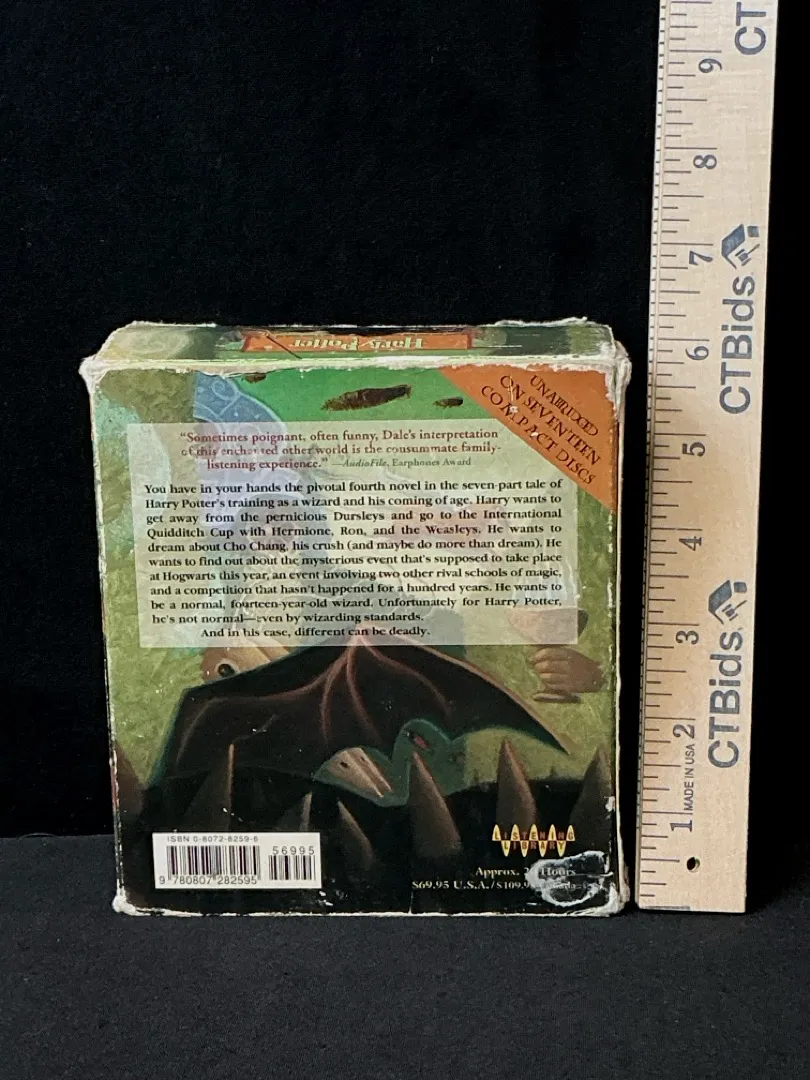 Harry Potter
UNABRIDGED
ON SEVENTEEN
COMPACT DISCS
"Sometimes poignant, often funny, Dale's interpretation
of this enchanted other world is the consummate family-
listening experience." —AudioFile, Earphones Award
You have in your hands the pivotal fourth novel in the seven-part tale of
Harry Potter's training as a wizard and his coming of age. Harry wants to
get away from the pernicious Dursleys and go to the International
Quidditch Cup with Hermione, Ron, and the Weasleys. He wants to
dream about Cho Chang, his crush (and maybe do more than dream). He
wants to find out about the mysterious event that's supposed to take place
at Hogwarts this year, an event involving two other rival schools of magic,
and a competition that hasn't happened for a hundred years. He wants to
be a normal, fourteen-year-old wizard. Unfortunately for Harry Potter,
he's not normal—even by wizarding standards.
And in his case, different can be deadly.
LISTENING
LIBRARY
Approx. Hours
$69.95 U.S.A./$109.9
ISBN 0-8072-8259-6
56995
9 780807 282595
CT
9
8
7
CTBids
6
5
4
3
CTBids
2
MADE IN USA
1